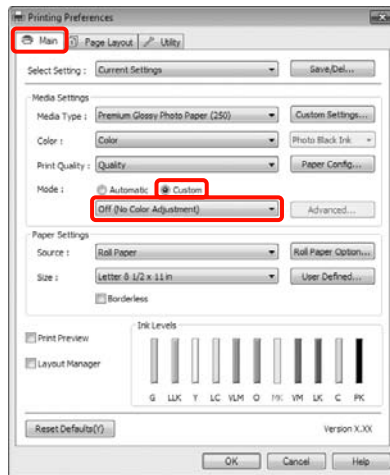 Printing Preferences
Main Page Layout Utility
Select Setting : Current Settings Save/Del...
Media Settings
Media Type : Premium Glossy Photo Paper (250) Custom Settings...
Color : Color Photo Black Ink
Print Quality : Quality Paper Config...
Mode : Automatic Custom
Off (No Color Adjustment) Advanced...
Paper Settings
Source : Roll Paper Roll Paper Option...
Size : Letter 8 1/2 x 11 in User Defined...
Borderless
Ink Levels
Print Preview
Layout Manager
G LLK Y LC VLM O MK VM LK C PK
Reset Defaults(Y) Version X.XX
OK Cancel Help